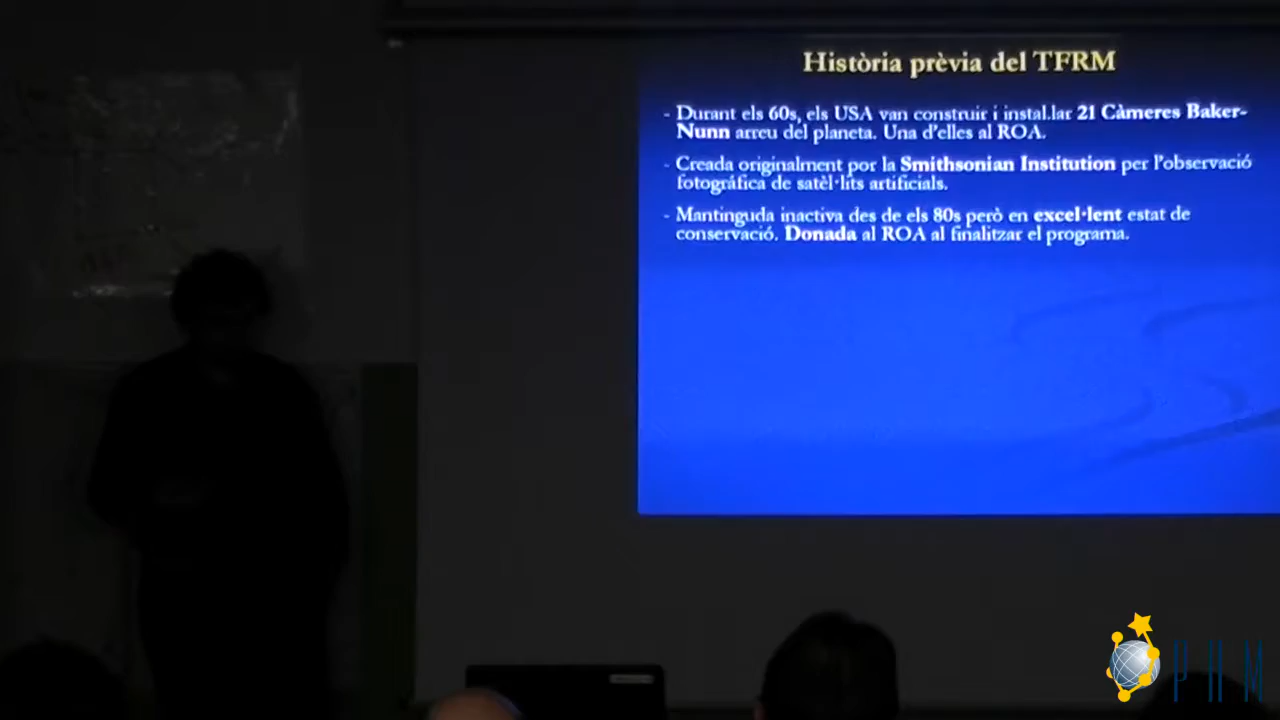 Història prèvia del TFRM
- Durant els 60s, els USA van construir i instal.lar 21 Càmeres Baker-
Nunn arreu del planeta. Una d'elles al ROA.
- Creada originalment por la Smithsonian Institution per l'observació
fotogràfica de satèl·lits artificials.
- Mantinguda inactiva des de els 80s però en excel·lent estat de
conservació. Donada al ROA al finalitzar el programa.
PHM